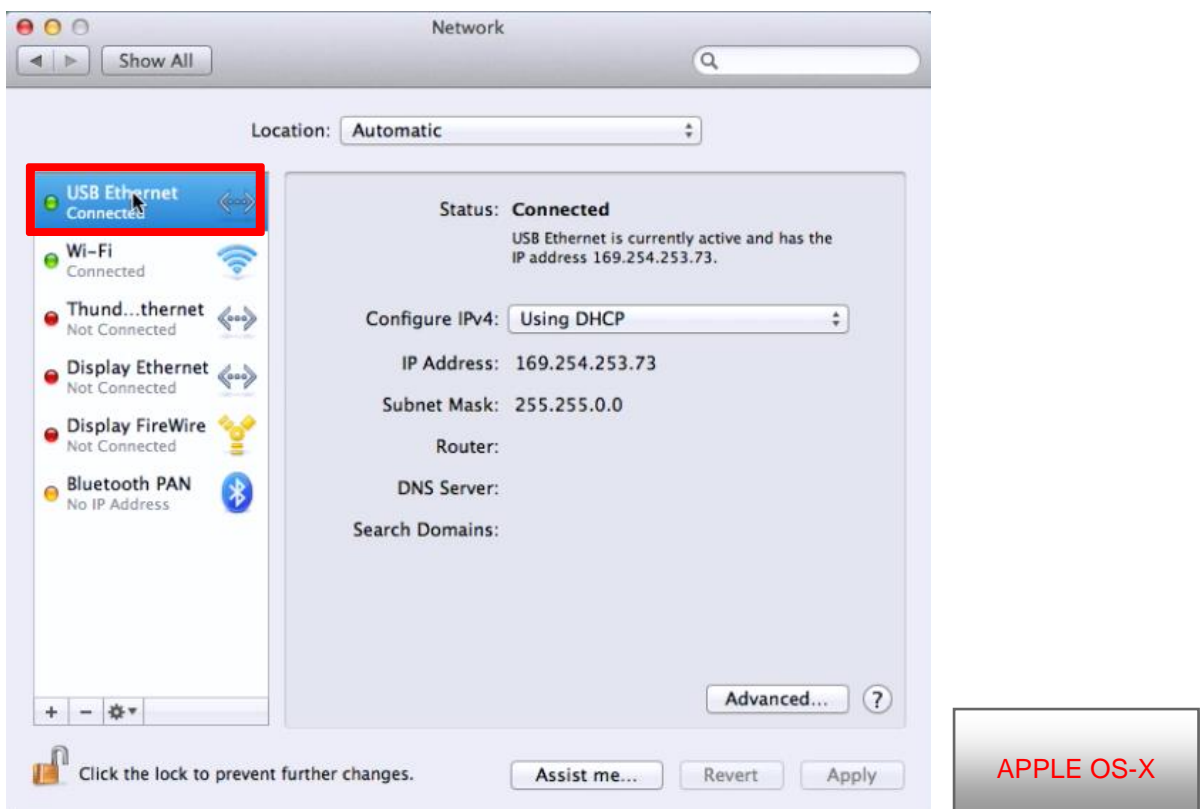 Network
Show All
Location: Automatic
USB Ethernet
Connected
Wi-Fi
Connected
Thund...thernet
Not Connected
Display Ethernet
Not Connected
Display FireWire
Not Connected
Bluetooth PAN
No IP Address
Status: Connected
USB Ethernet is currently active and has the
IP address 169.254.253.73.
Configure IPv4: Using DHCP
IP Address: 169.254.253.73
Subnet Mask: 255.255.0.0
Router:
DNS Server:
Search Domains:
Advanced... ?
+ −
Click the lock to prevent further changes.
Assist me... Revert Apply
APPLE OS-X